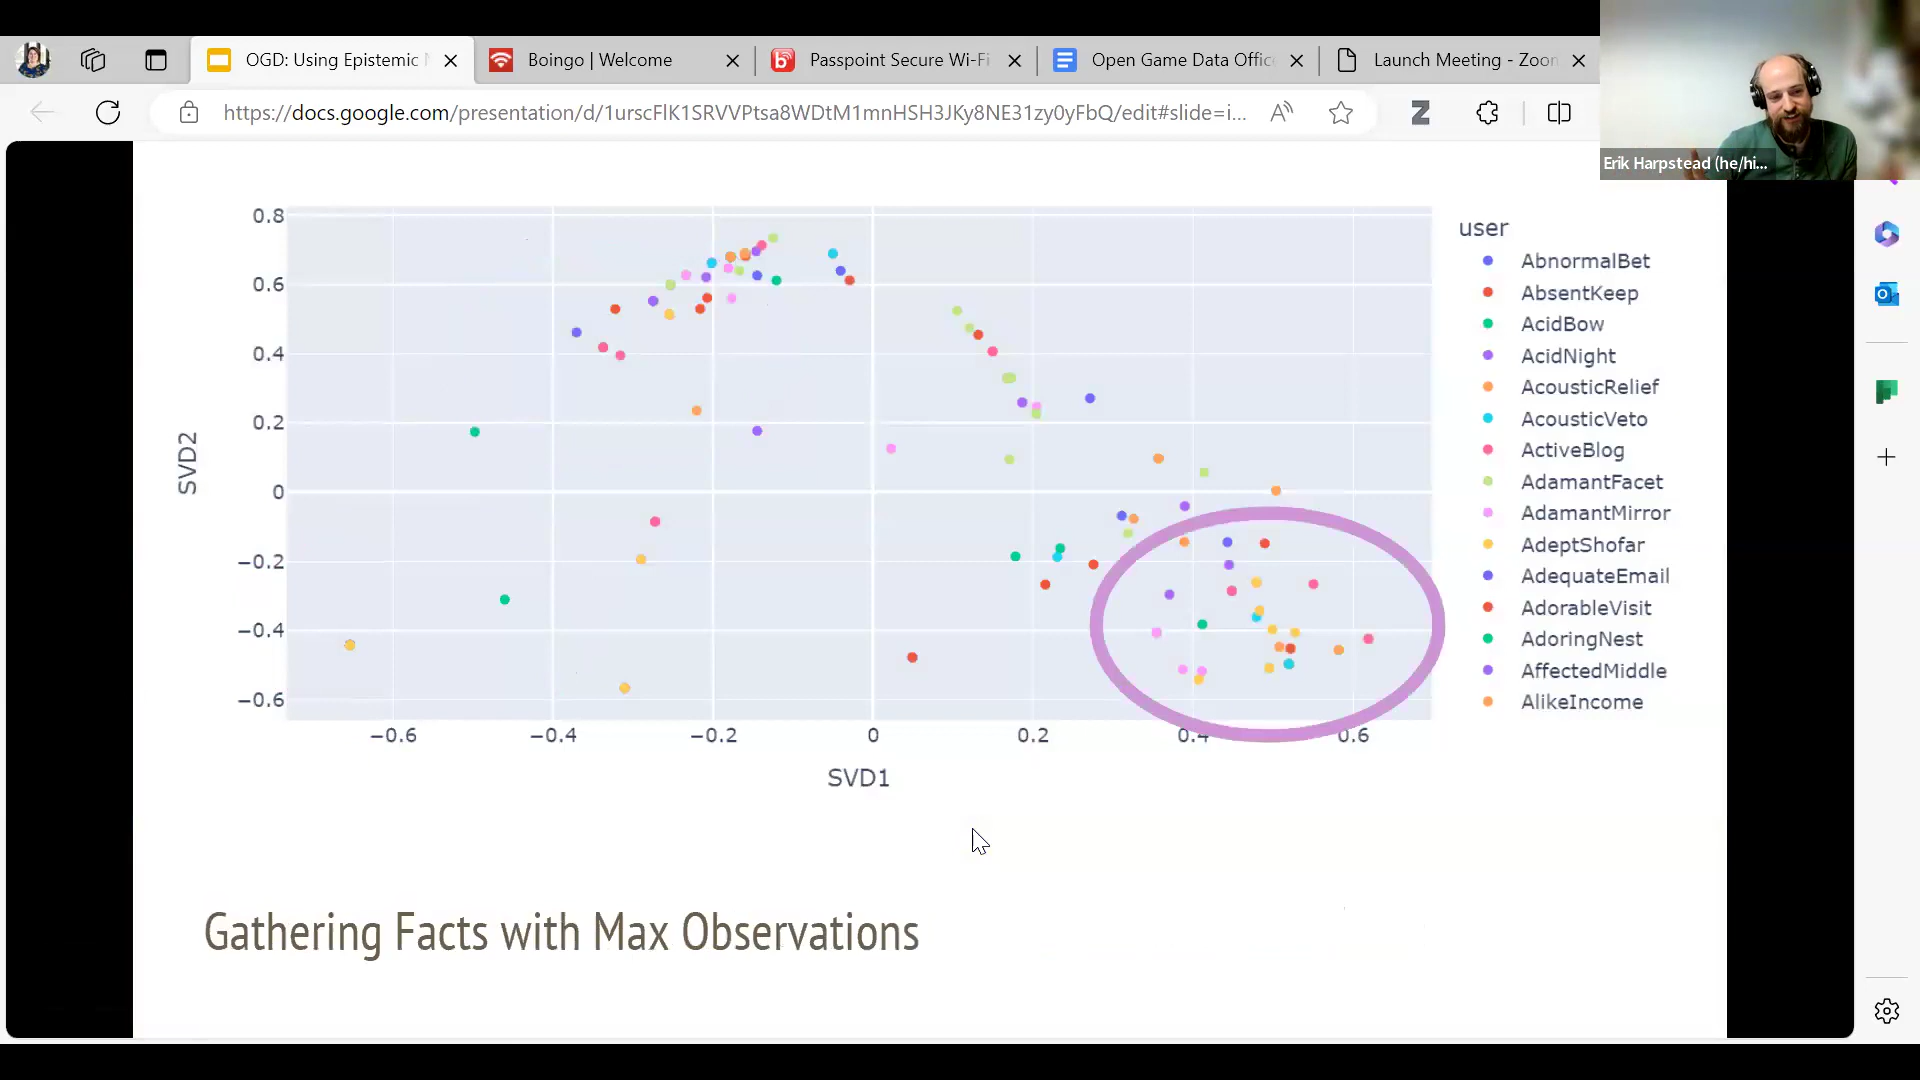 OGD: Using Epistemic
Boingo | Welcome
Passpoint Secure Wi-Fi
Open Game Data Offic
Launch Meeting - Zoom
https://docs.google.com/presentation/d/1urscFlK1SRVVPtsa8WDtM1mnHSH3JKy8NE31zy0yFbQ/edit#slide=i...
Erik Harpstead (he/hi...
user
AbnormalBet
AbsentKeep
AcidBow
AcidNight
AcousticRelief
AcousticVeto
ActiveBlog
AdamantFacet
AdamantMirror
AdeptShofar
AdequateEmail
AdorableVisit
AdoringNest
AffectedMiddle
AlikeIncome
0.8
0.6
0.4
0.2
0
−0.2
−0.4
−0.6
SVD2
−0.6
−0.4
−0.2
0
0.2
0.4
0.6
SVD1
Gathering Facts with Max Observations